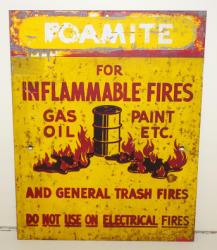 FOAMITE
FOR
INFLAMMABLE FIRES
GAS PAINT
OIL ETC.
AND GENERAL TRASH FIRES
DO NOT USE ON ELECTRICAL FIRES